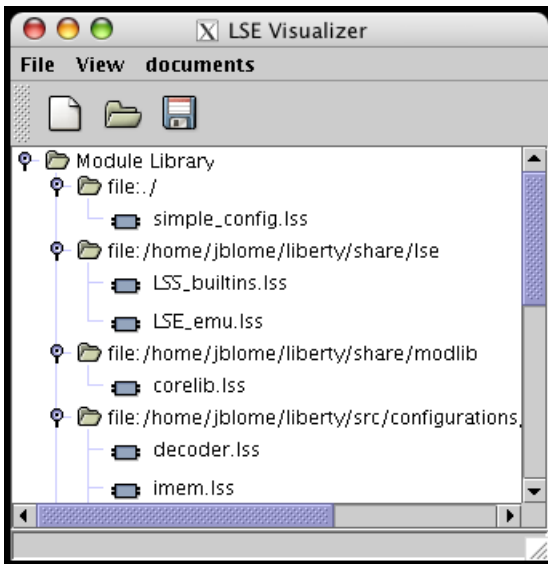 LSE Visualizer
File View documents
Module Library
file:./
simple_config.lss
file:/home/jblome/liberty/share/lse
LSS_builtins.lss
LSE_emu.lss
file:/home/jblome/liberty/share/modlib
corelib.lss
file:/home/jblome/liberty/src/configurations
decoder.lss
imem.lss